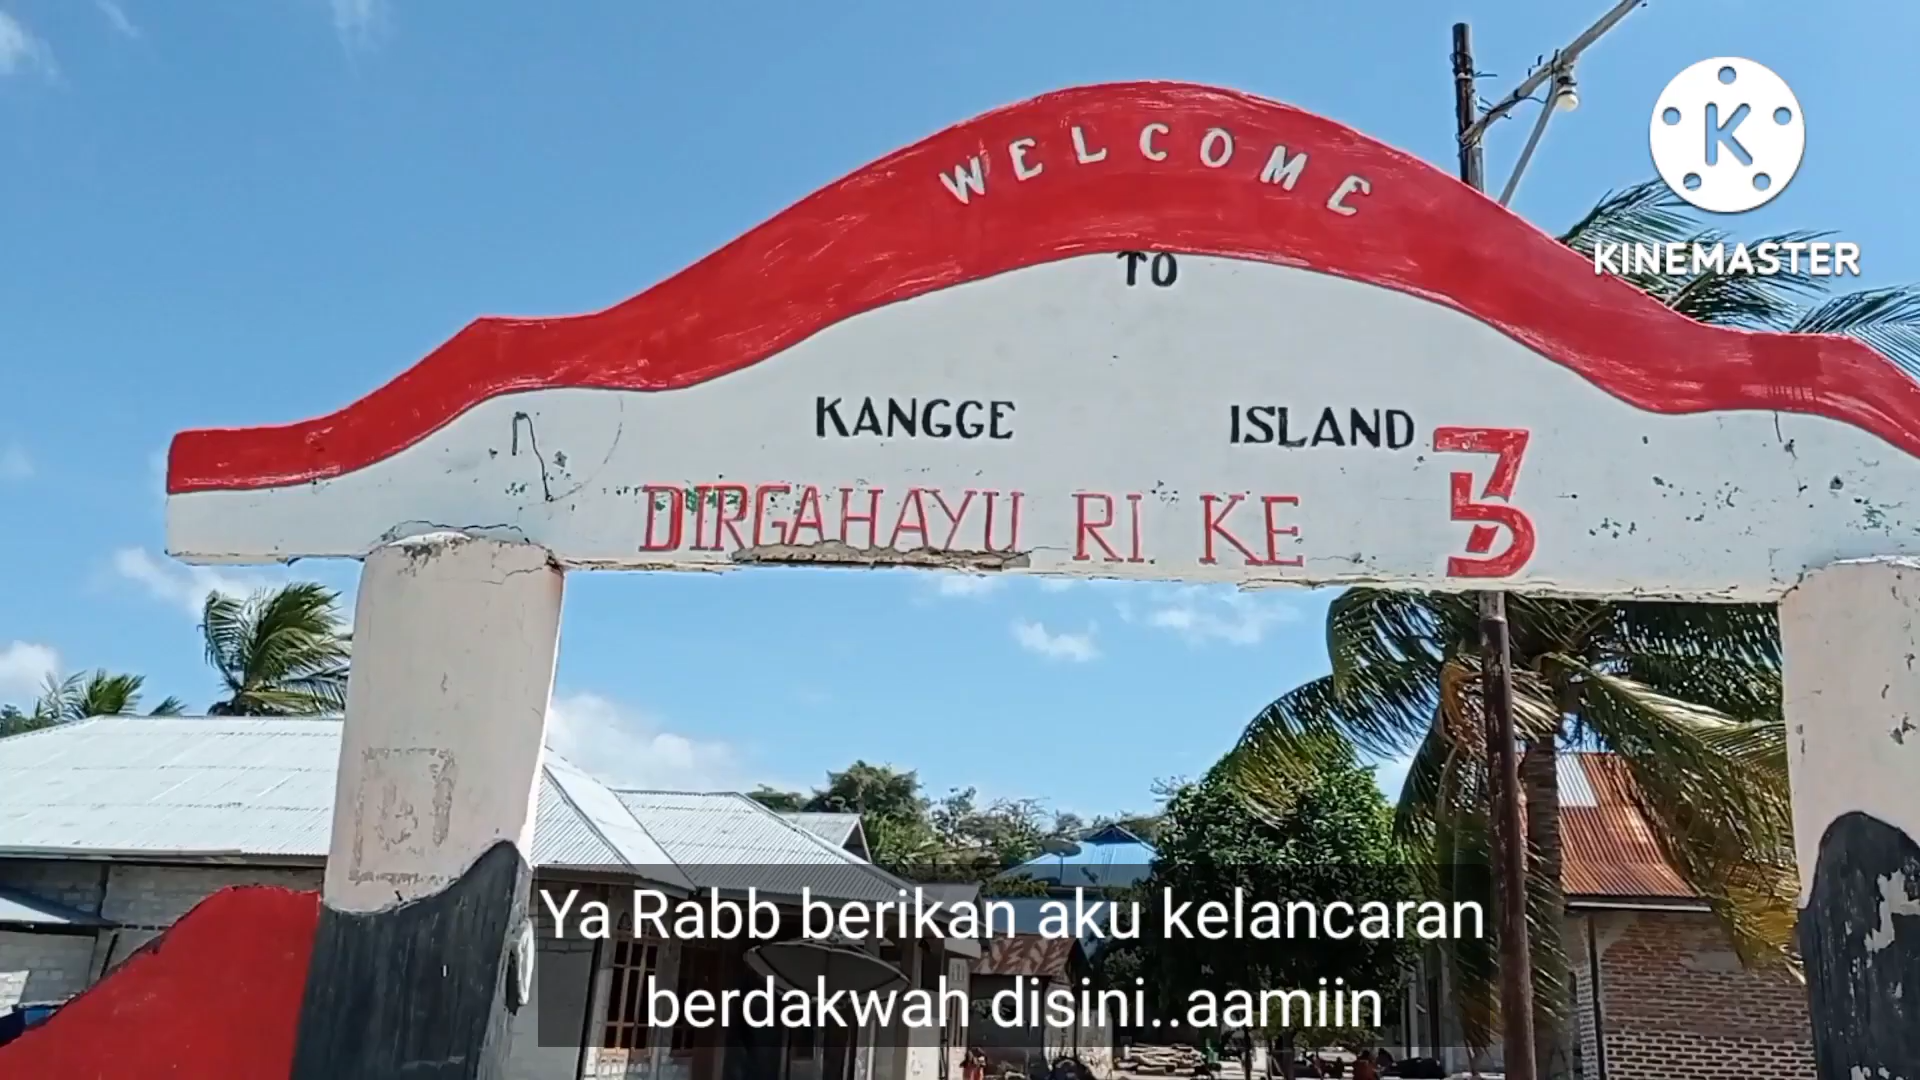 WELCOME
TO
KANGGE ISLAND
DIRGAHAYU RI KE
K
KINEMASTER
Ya Rabb berikan aku kelancaran
berdakwah disini..aamiin